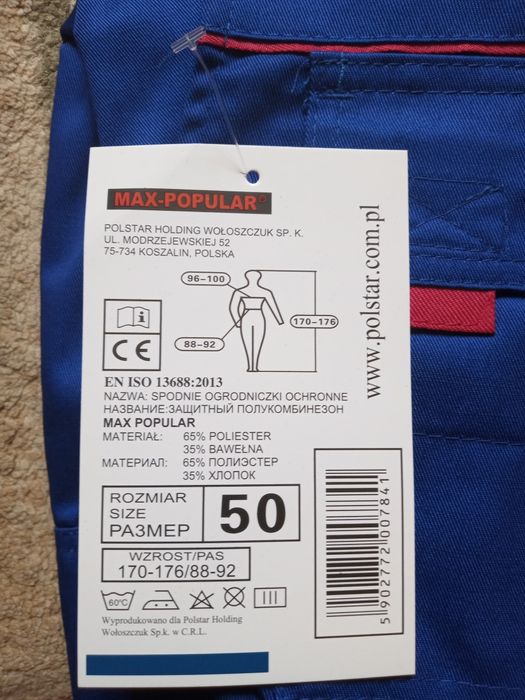 MAX-POPULAR®
POLSTAR HOLDING WOŁOSZCZUK SP. K.
UL. MODRZEJEWSKIEJ 52
75-734 KOSZALIN, POLSKA
96-100
170-176
88-92
i
CE
www.polstar.com.pl
EN ISO 13688:2013
NAZWA: SPODNIE OGRODNICZKI OCHRONNE
НАЗВАНИЕ:ЗАЩИТНЫЙ ПОЛУКОМБИНЕЗОН
MAX POPULAR
MATERIAŁ: 65% POLIESTER
35% BAWEŁNA
МАТЕРИАЛ: 65% ПОЛИЭСТЕР
35% ХЛОПОК
ROZMIAR
SIZE
РАЗМЕР
50
WZROST/PAS
170-176/88-92
60°C
Wyprodukowano dla Polstar Holding
Wołoszczuk Sp.k. w C.R.L.
5 902772 007841